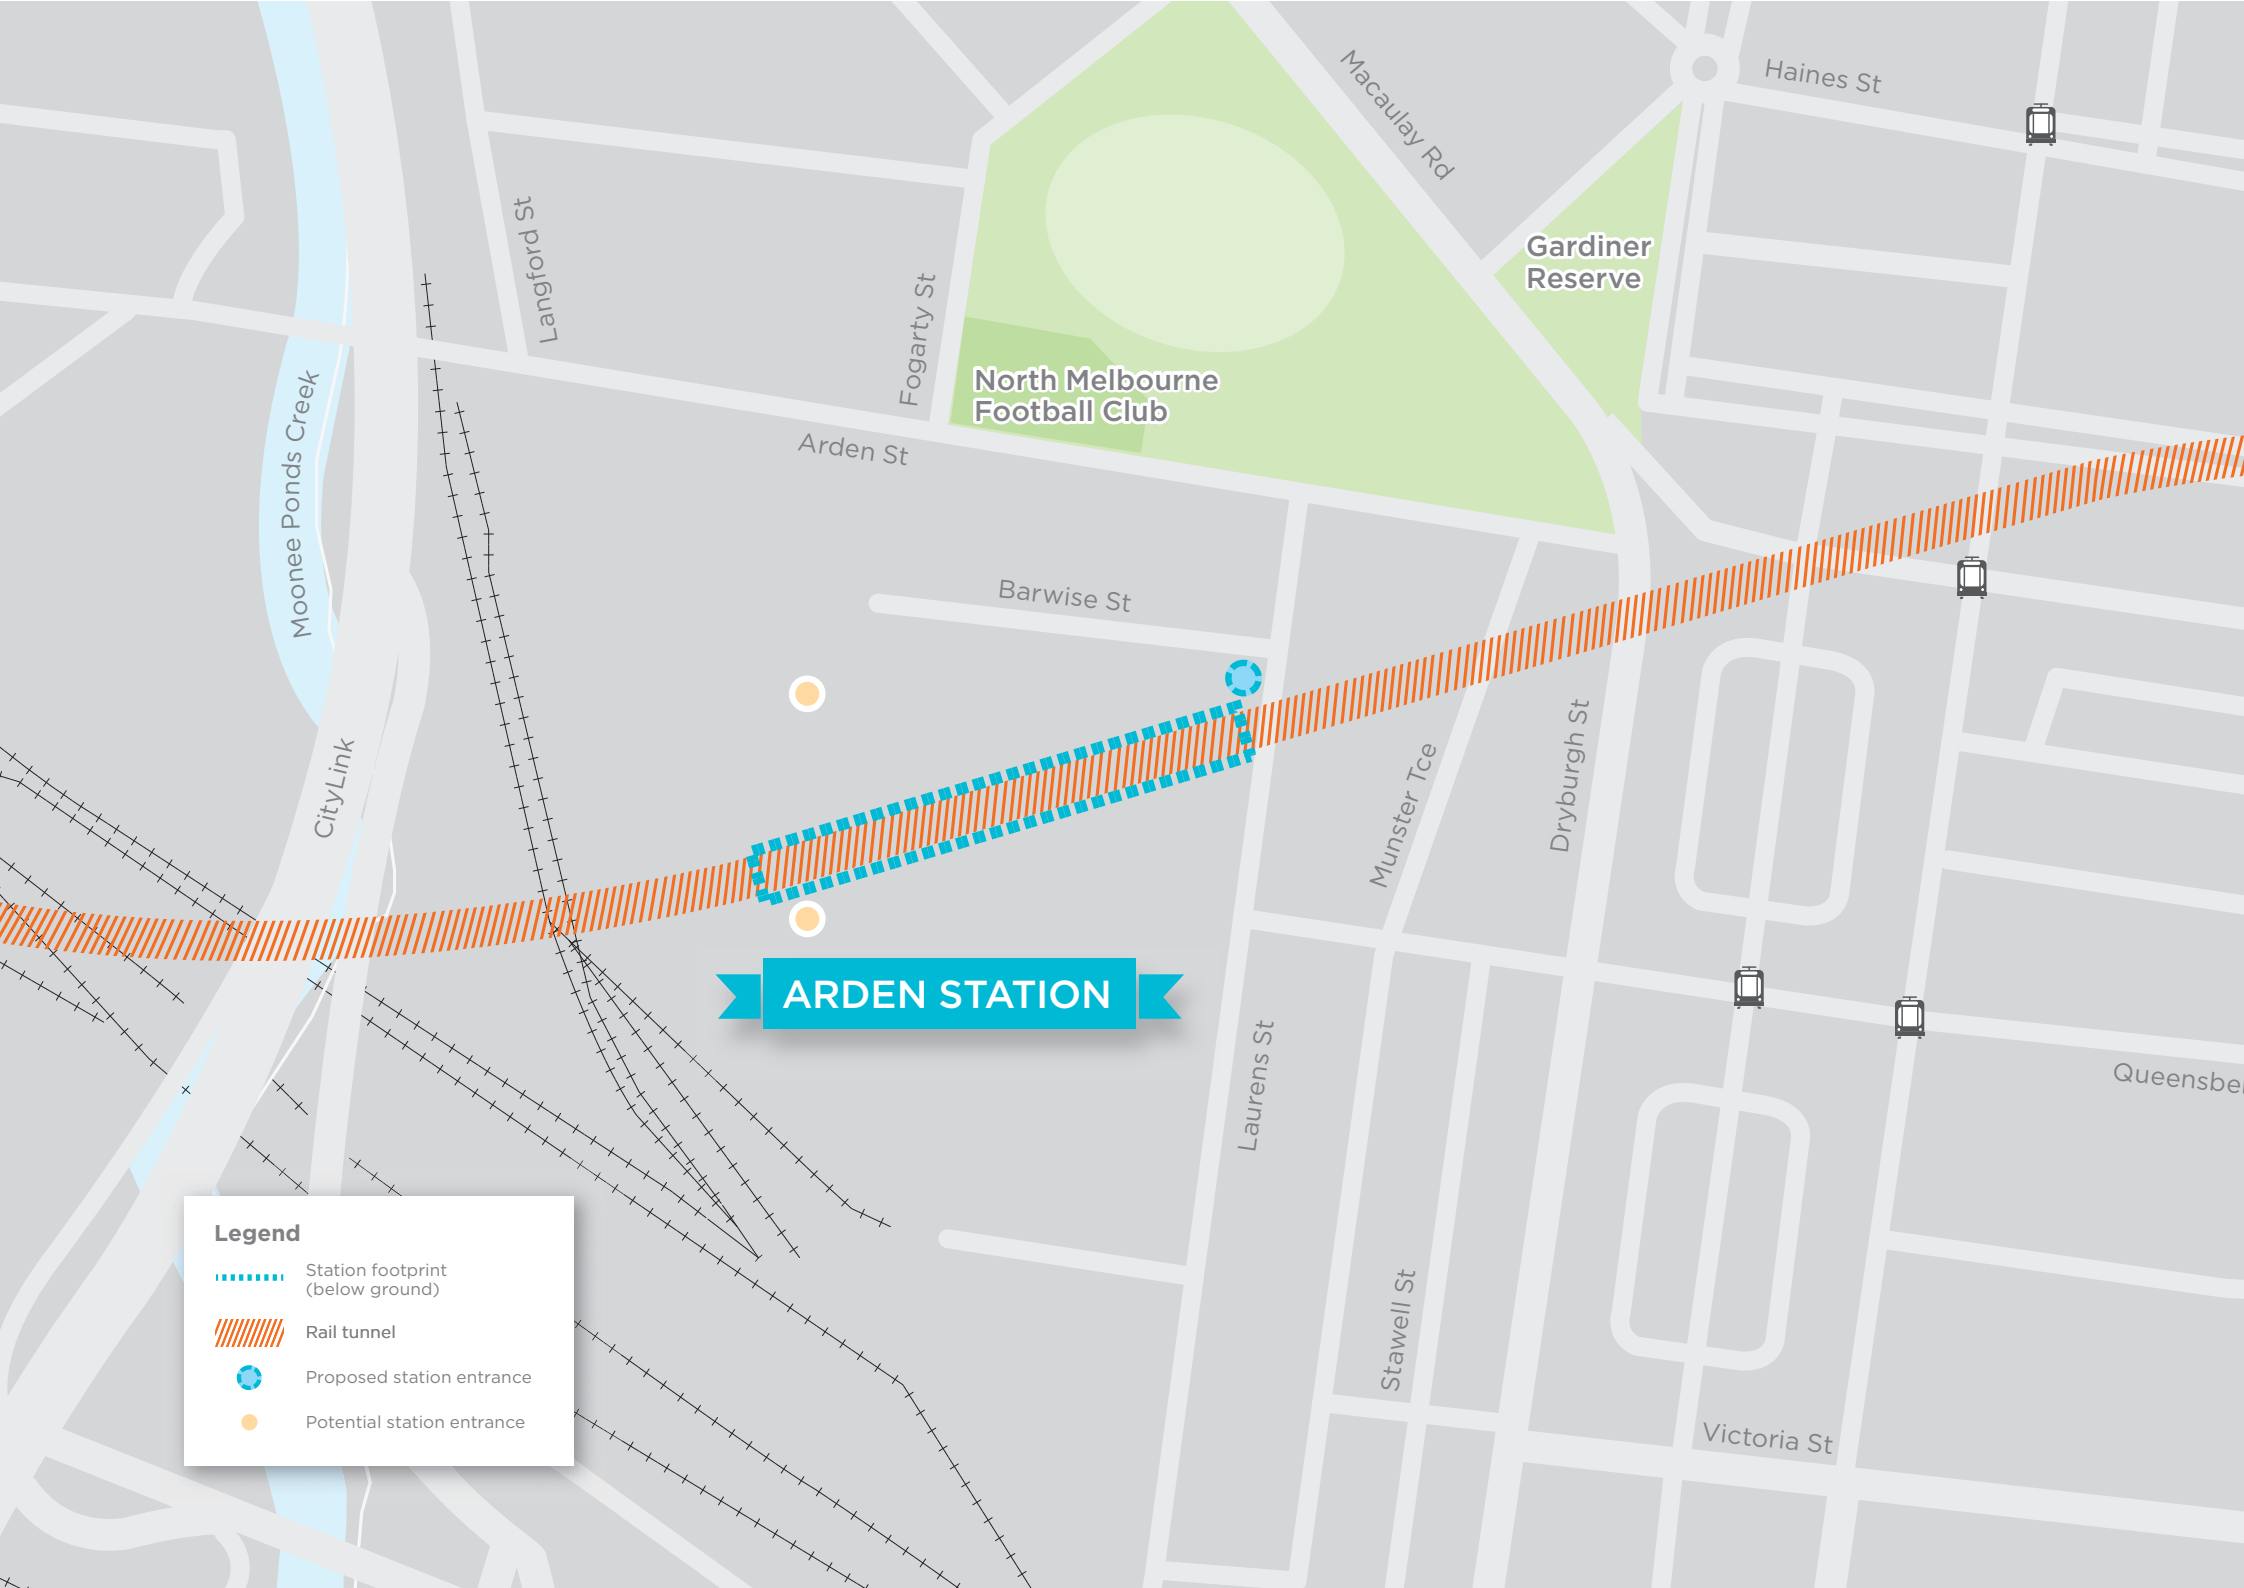 Haines St
Macaulay Rd
Langford St
Gardiner
Reserve
Fogarty St
North Melbourne
Football Club
Moonee Ponds Creek
Arden St
Barwise St
CityLink
Munster Tce
Dryburgh St
ARDEN STATION
Laurens St
Queensbe
Stawell St
Victoria St
Legend
Station footprint
(below ground)
Rail tunnel
Proposed station entrance
Potential station entrance